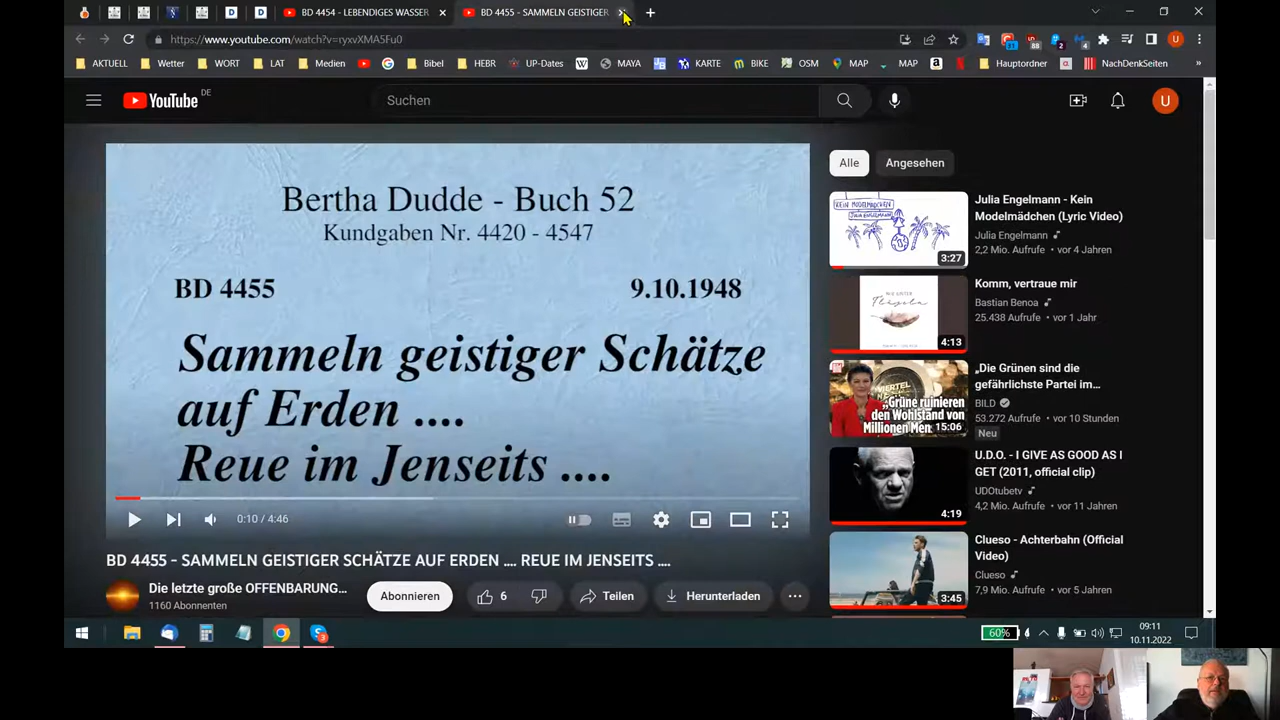 BD 4454 - LEBENDIGES WASSER
BD 4455 - SAMMELN GEISTIGER
https://www.youtube.com/watch?v=ryxvXMA5Fu0
AKTUELL
Wetter
WORT
LAT
Medien
Bibel
HEBR
UP-Dates
MAYA
KARTE
BIKE
OSM
MAP
MAP
Hauptordner
NachDenkSeiten
YouTube DE
Suchen
U
Bertha Dudde - Buch 52
Kundgaben Nr. 4420 - 4547
BD 4455 9.10.1948
Sammeln geistiger Schätze
auf Erden ....
Reue im Jenseits ....
0:10 / 4:46
BD 4455 - SAMMELN GEISTIGER SCHÄTZE AUF ERDEN .... REUE IM JENSEITS ....
Die letzte große OFFENBARUNG...
1160 Abonnenten
Abonnieren
6
Teilen
Herunterladen
Alle
Angesehen
KEIN MODELMÄDCHEN
JULIA ENGELMANN
3:27
Julia Engelmann - Kein
Modelmädchen (Lyric Video)
Julia Engelmann
2,2 Mio. Aufrufe • vor 4 Jahren
4:13
Komm, vertraue mir
Bastian Benoa
25.438 Aufrufe • vor 1 Jahr
VIERTEL
„Grüne ruinieren
den Wohlstand von
Millionen Men
15:06
„Die Grünen sind die
gefährlichste Partei im...
BILD
53.272 Aufrufe • vor 10 Stunden
Neu
4:19
U.D.O. - I GIVE AS GOOD AS I
GET (2011, official clip)
UDOtubetv
4,2 Mio. Aufrufe • vor 11 Jahren
3:45
Clueso - Achterbahn (Official
Video)
Clueso
7,9 Mio. Aufrufe • vor 5 Jahren
60%
09:11
10.11.2022